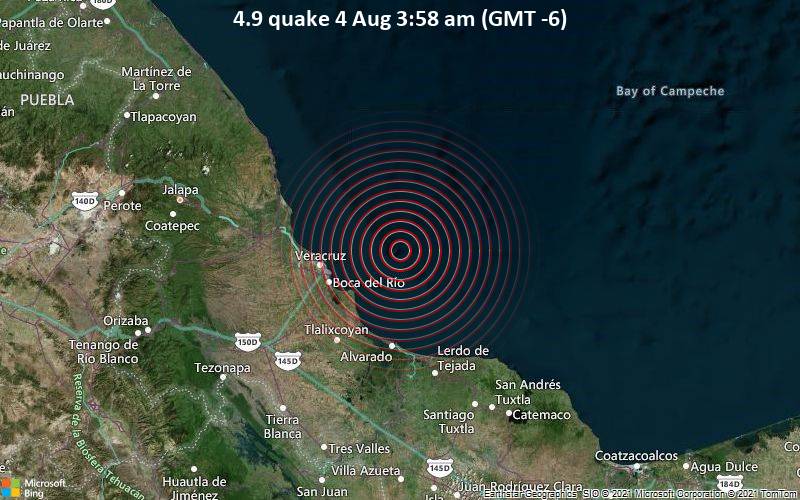 4.9 quake 4 Aug 3:58 am (GMT -6)
180D
Papantla de Olarte
de Juárez
Martínez de
La Torre
Bay of Campeche
PUEBLA
Tlapacoyan
Jalapa
140D
Perote
Coatepec
Veracruz
Boca del Río
Orizaba
Tlalixcoyan
150D
Tenango de
Río Blanco
Alvarado
Lerdo de
Tejada
145D
Tezonapa
San Andrés
Tuxtla
Reserva de la Biósfera Tehuacán
Tierra
Blanca
Santiago
Tuxtla
Catemaco
Tres Valles
Coatzacoalcos
Villa Azueta
145D
Agua Dulce
Huautla de
Jiménez
San Juan
Juan Rodríguez Clara
184D
Isla
Microsoft
Bing
Earthstar Geographics SIO © 2021 Microsoft Corporation © 2021 TomTom